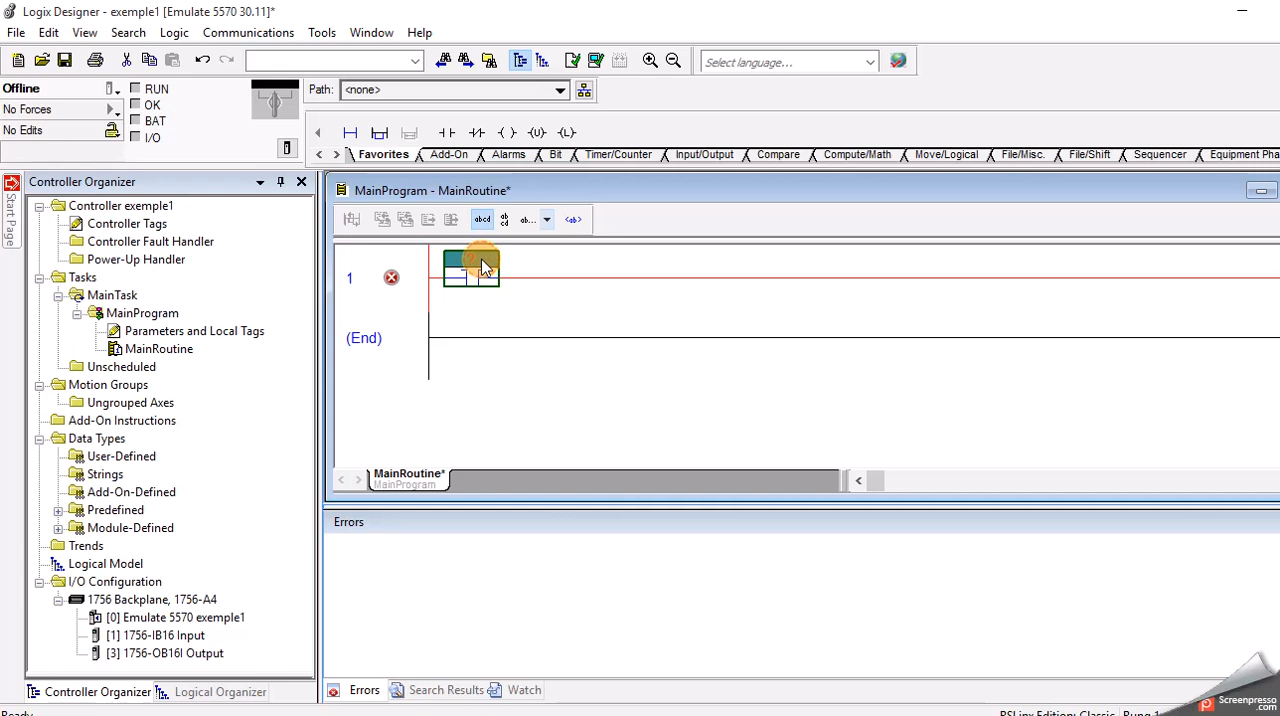 Logix Designer - exemple1 [Emulate 5570 30.11]*
File Edit View Search Logic Communications Tools Window Help
Select language...
Offline
RUN
Path: <none>
No Forces
OK
No Edits
BAT
I/O
(U) (L)
Favorites Add-On Alarms Bit Timer/Counter Input/Output Compare Compute/Math Move/Logical File/Misc. File/Shift Sequencer Equipment Pha
Start Page
Controller Organizer
Controller exemple1
Controller Tags
Controller Fault Handler
Power-Up Handler
Tasks
MainTask
MainProgram
Parameters and Local Tags
MainRoutine
Unscheduled
Motion Groups
Ungrouped Axes
Add-On Instructions
Data Types
User-Defined
Strings
Add-On-Defined
Predefined
Module-Defined
Trends
Logical Model
I/O Configuration
1756 Backplane, 1756-A4
[0] Emulate 5570 exemple1
[1] 1756-IB16 Input
[3] 1756-OB16I Output
Controller Organizer Logical Organizer
MainProgram - MainRoutine*
abcd ab cd ab... <ab>
1
?
(End)
MainRoutine*
MainProgram
Errors
Errors Search Results Watch
Ready
RSLinx Edition: Classic Rung 1
Screenpresso
.com